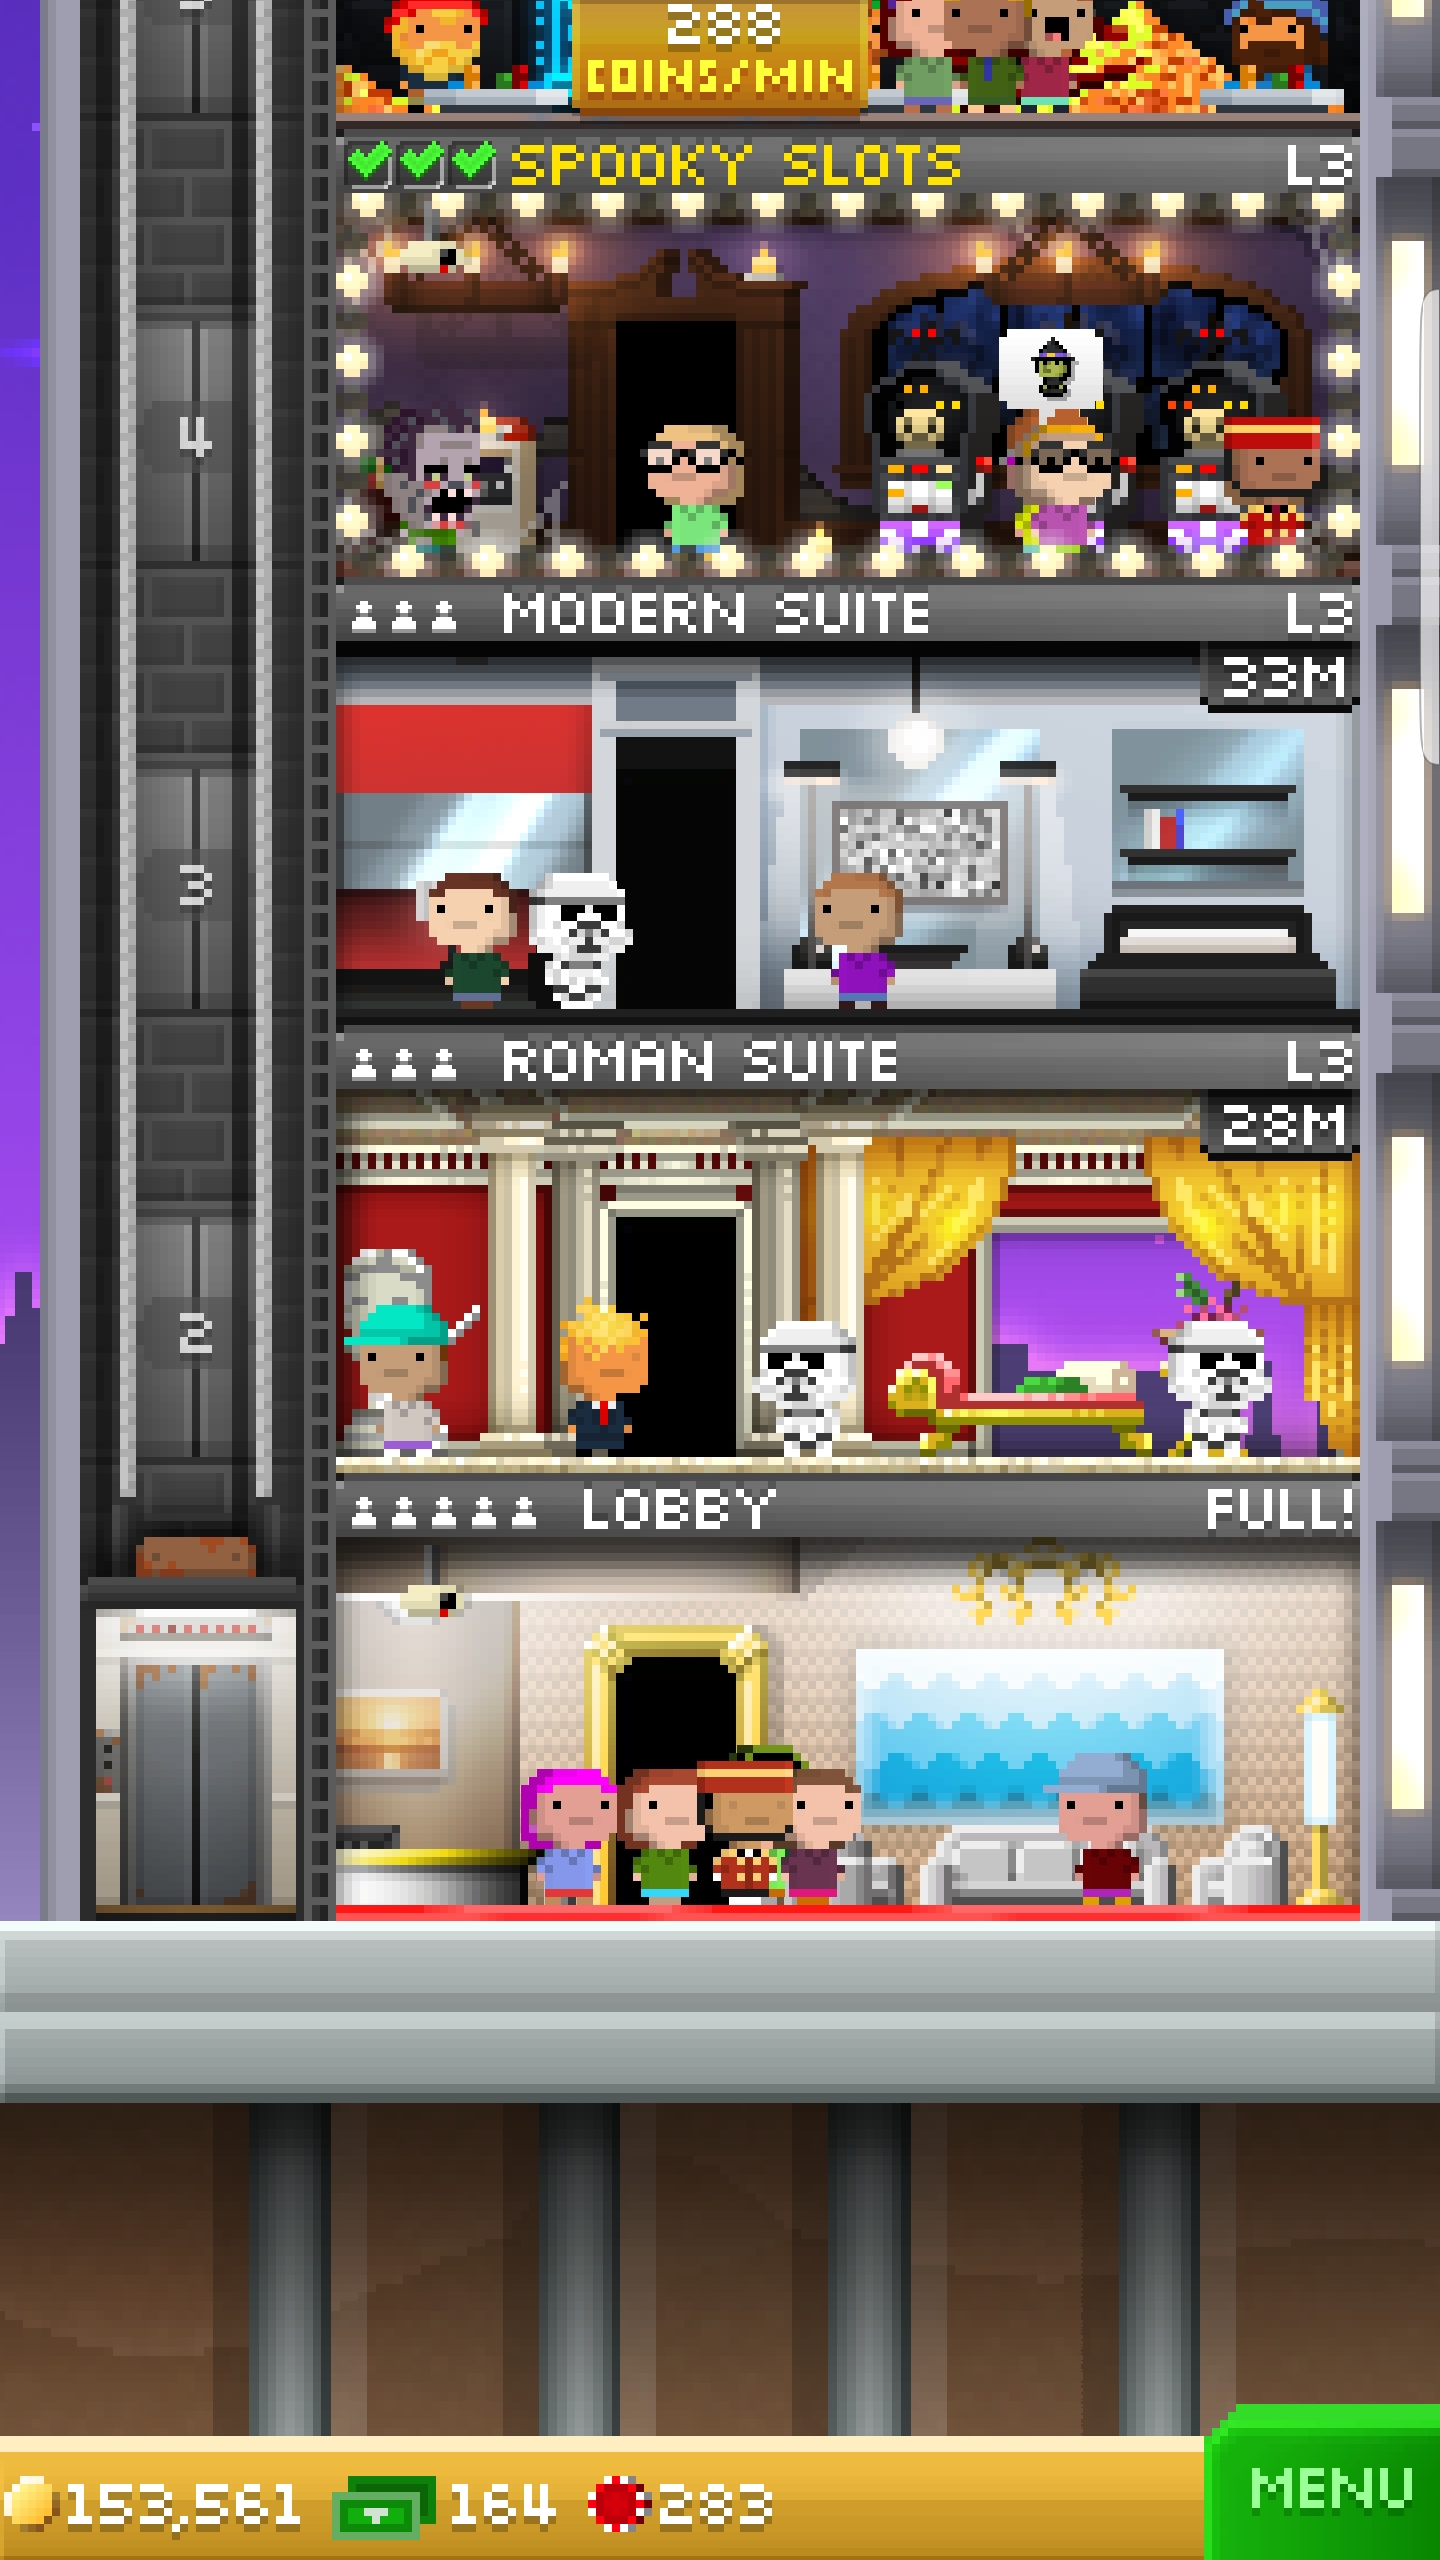 288
COINS/MIN
SPOOKY SLOTS L3
4
MODERN SUITE L3
33M
3
ROMAN SUITE L3
28M
2
LOBBY FULL!
153,561 164 283
MENU